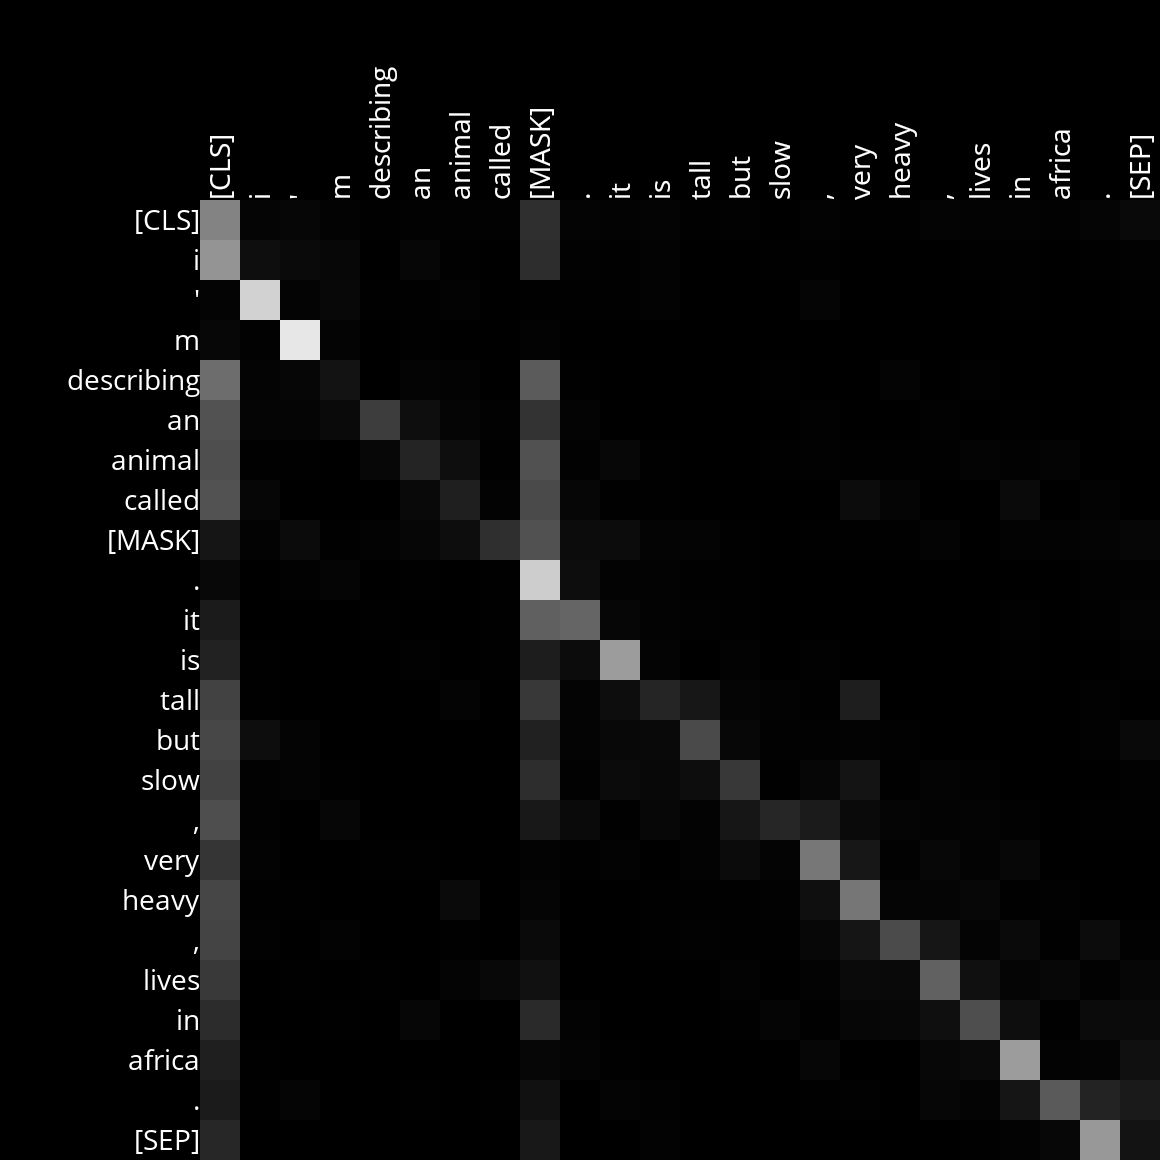 [CLS] i ' m describing an animal called [MASK] . it is tall but slow , very heavy , lives in africa . [SEP]
[CLS]
i
'
m
describing
an
animal
called
[MASK]
.
it
is
tall
but
slow
,
very
heavy
,
lives
in
africa
.
[SEP]